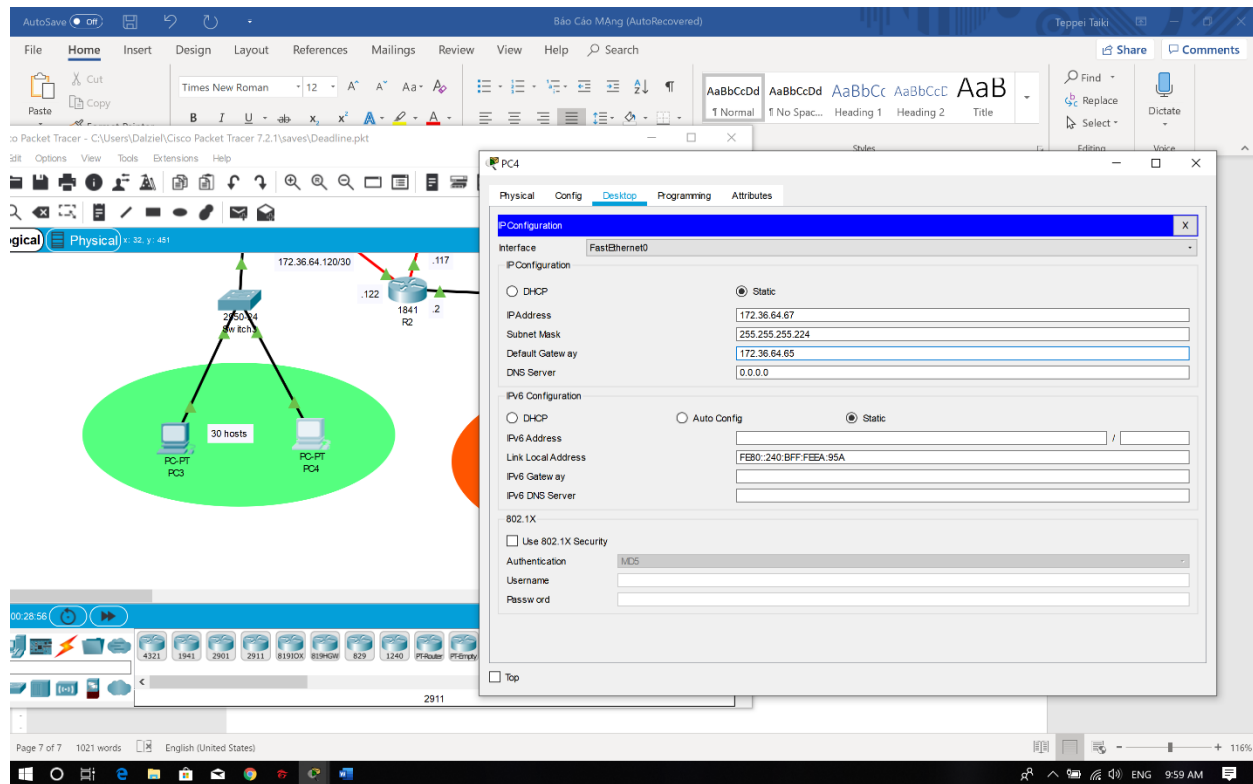 AutoSave Off Báo Cáo MAng (AutoRecovered) Teppei Taiki
File Home Insert Design Layout References Mailings Review View Help Search Share Comments
Cut
Copy
Paste
Times New Roman 12 A^ A˅ Aa A
B I U ab x, x² A A
AaBbCcDd AaBbCcDd AaBbCc AaBbCcE AaB
¶ Normal ¶ No Spac... Heading 1 Heading 2 Title
Find
Replace
Select
Dictate
Styles Editing Voice
co Packet Tracer - C:\Users\Dalziel\Cisco Packet Tracer 7.2.1\saves\Deadline.pkt
Edit Options View Tools Extensions Help
ogical Physical x: 32, y: 451
172.36.64.120/30
.117
.122
.2
1841
R2
2950-24
Switch3
30 hosts
PC-PT
PC3
PC-PT
PC4
00:28:56
4321 1941 2901 2911 819IOX 819HGW 829 1240 PT-Router PT-Empty
2911
PC4
Physical Config Desktop Programming Attributes
IP Configuration X
Interface FastEthernet0
IP Configuration
DHCP Static
IP Address 172.36.64.67
Subnet Mask 255.255.255.224
Default Gateway 172.36.64.65
DNS Server 0.0.0.0
IPv6 Configuration
DHCP Auto Config Static
IPv6 Address /
Link Local Address FE80::240:BFF:FEEA:95A
IPv6 Gateway
IPv6 DNS Server
802.1X
Use 802.1X Security
Authentication MD5
Username
Password
Top
Page 7 of 7 1021 words English (United States) 116%
ENG 9:59 AM